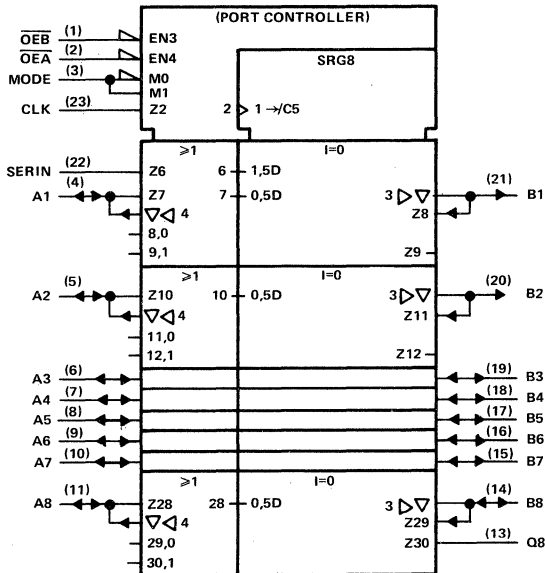 (PORT CONTROLLER)
OEB (1) EN3
OEA (2) EN4
MODE (3) M0
M1
CLK (23) Z2
SRG8
2 1 →/C5
≥1 I=0
SERIN (22) Z6 6 1,5D
A1 (4) Z7 7 0,5D 3 (21) B1
4 Z8
8,0
9,1 Z9
≥1 I=0
A2 (5) Z10 10 0,5D 3 (20) B2
4 Z11
11,0
12,1 Z12
A3 (6) (19) B3
A4 (7) (18) B4
A5 (8) (17) B5
A6 (9) (16) B6
A7 (10) (15) B7
≥1 I=0
A8 (11) Z28 28 0,5D 3 (14) B8
4 Z29
29,0 Z30 (13) Q8
30,1